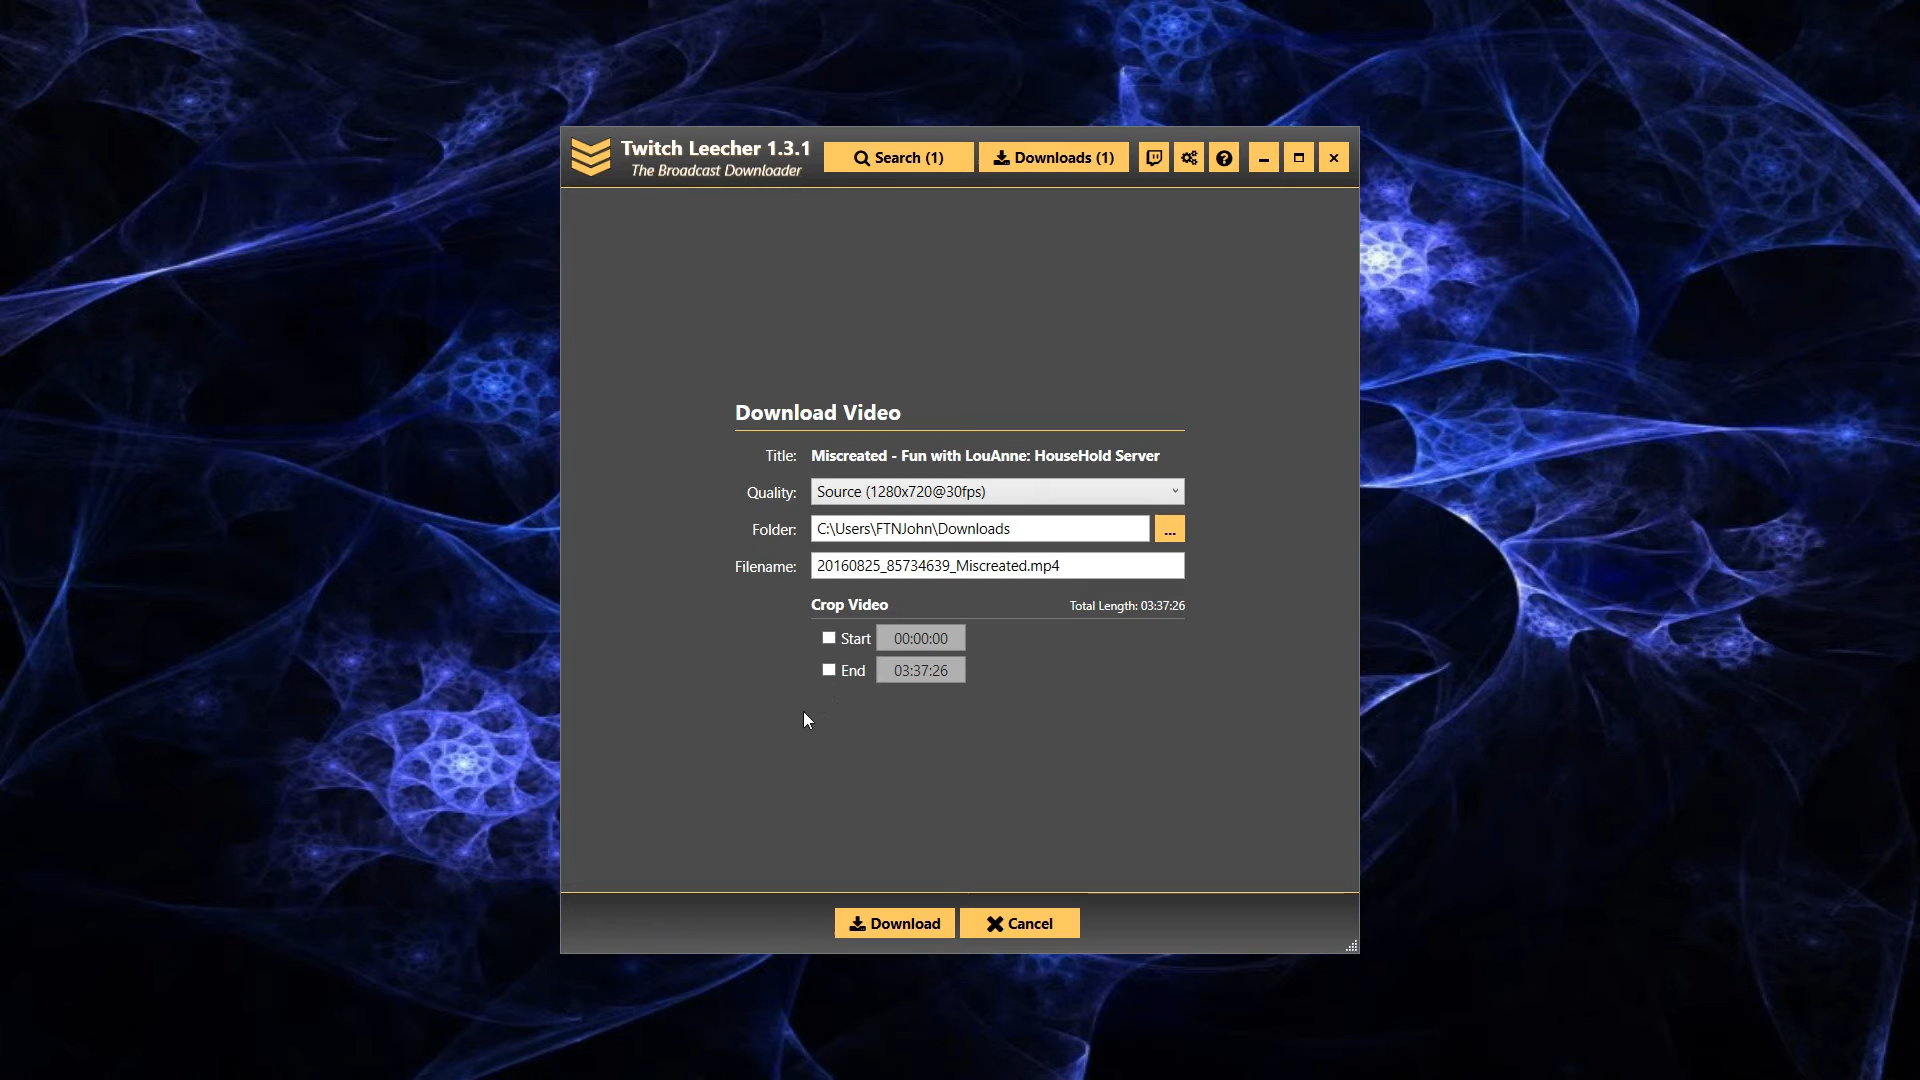 Twitch Leecher 1.3.1
The Broadcast Downloader
Search (1)
Downloads (1)
Download Video
Title: Miscreated - Fun with LouAnne: HouseHold Server
Quality: Source (1280x720@30fps)
Folder: C:\Users\FTNJohn\Downloads ...
Filename: 20160825_85734639_Miscreated.mp4
Crop Video Total Length: 03:37:26
Start 00:00:00
End 03:37:26
Download Cancel